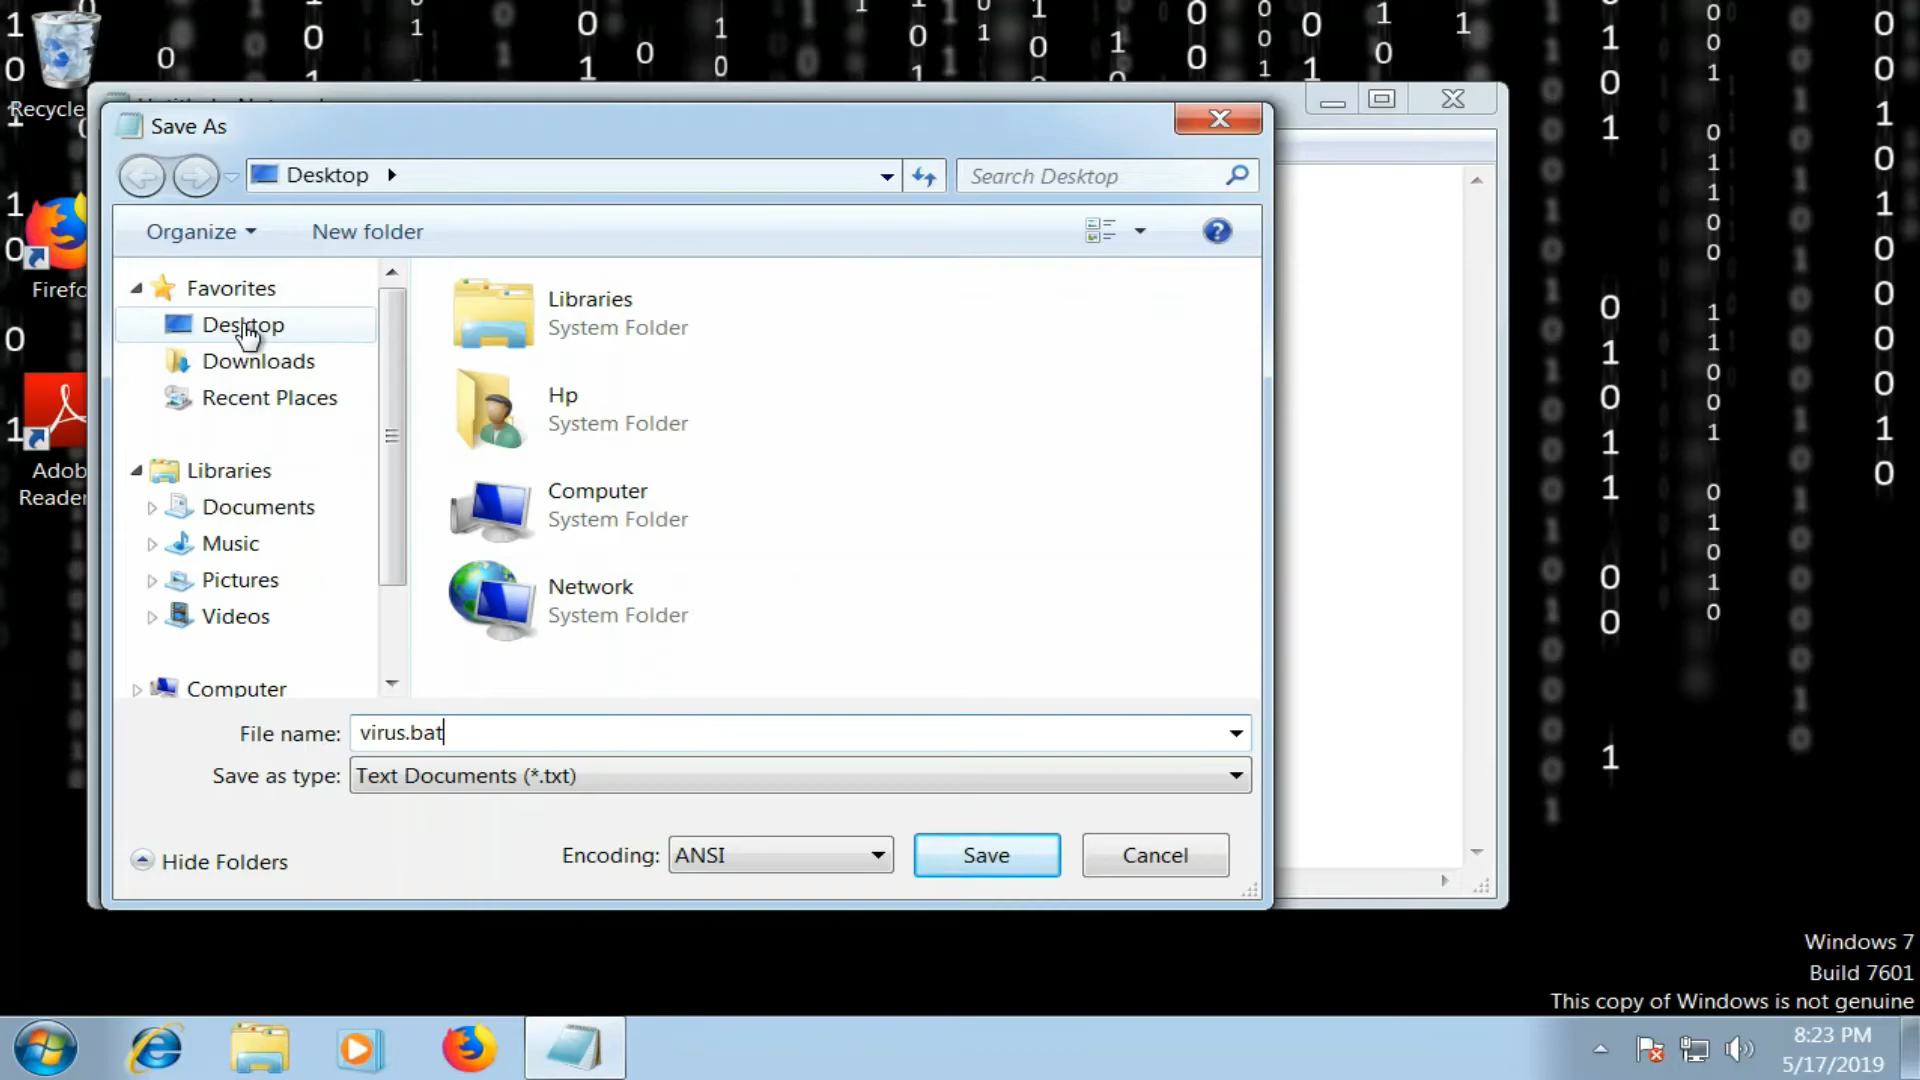 Recycle
Firefo
Adob
Reader
Save As
Desktop
Search Desktop
Organize
New folder
Favorites
Desktop
Downloads
Recent Places
Libraries
Documents
Music
Pictures
Videos
Computer
Libraries
System Folder
Hp
System Folder
Computer
System Folder
Network
System Folder
File name: virus.bat
Save as type: Text Documents (*.txt)
Hide Folders
Encoding: ANSI
Save
Cancel
Windows 7
Build 7601
This copy of Windows is not genuine
8:23 PM
5/17/2019